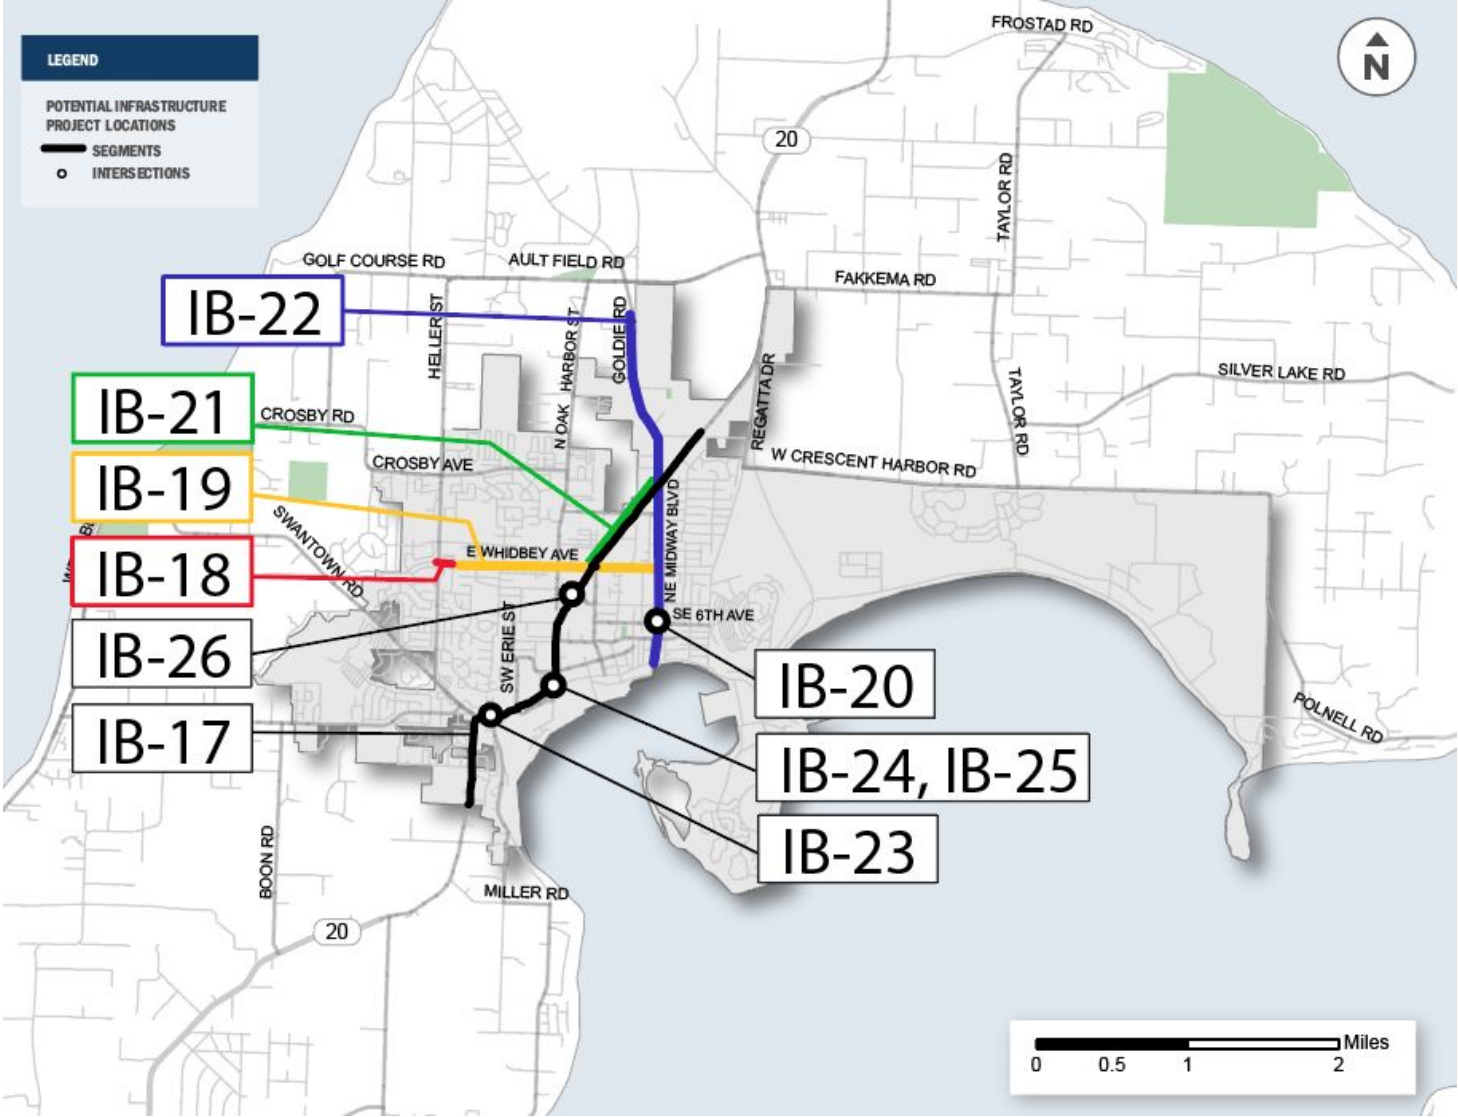 LEGEND
POTENTIAL INFRASTRUCTURE
PROJECT LOCATIONS
SEGMENTS
INTERSECTIONS
FROSTAD RD
N
20
TAYLOR RD
GOLF COURSE RD
AULT FIELD RD
FAKKEMA RD
IB-22
HELLER ST
N OAK HARBOR ST
GOLDIE RD
REGATTA DR
TAYLOR RD
SILVER LAKE RD
IB-21
CROSBY RD
CROSBY AVE
W CRESCENT HARBOR RD
IB-19
SWANTOWN RD
NE MIDWAY BLVD
E WHIDBEY AVE
IB-18
SE 6TH AVE
SW ERIE ST
IB-26
IB-20
IB-17
POLNELL RD
IB-24, IB-25
IB-23
BOON RD
MILLER RD
20
Miles
0 0.5 1 2